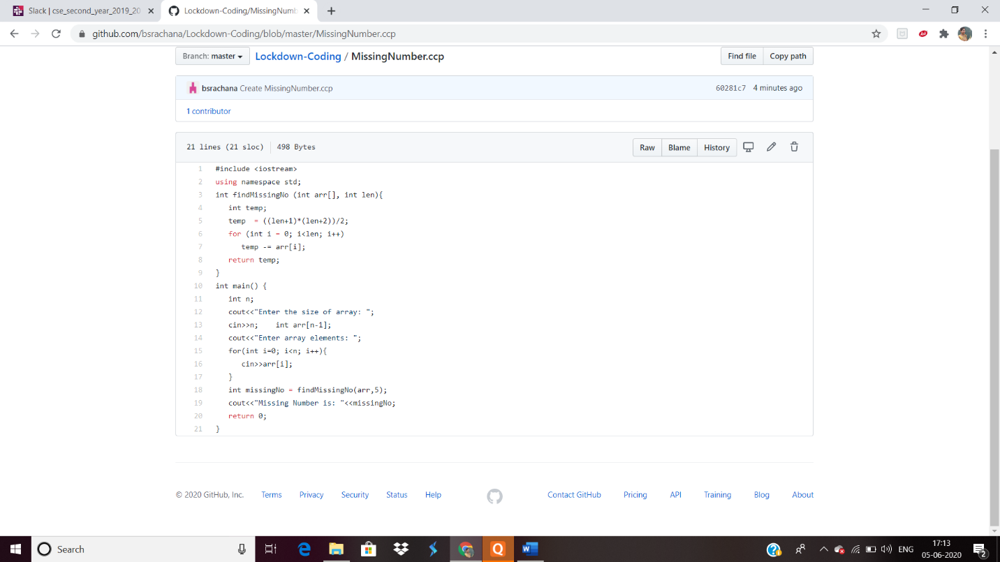 Slack | cse_second_year_2019_20
Lockdown-Coding/MissingNumb
github.com/bsrachana/Lockdown-Coding/blob/master/MissingNumber.ccp
Branch: master
Lockdown-Coding / MissingNumber.ccp
Find file
Copy path
bsrachana Create MissingNumber.ccp
60281c7 4 minutes ago
1 contributor
21 lines (21 sloc) 498 Bytes
Raw
Blame
History
1 #include <iostream>
2 using namespace std;
3 int findMissingNo (int arr[], int len){
4 int temp;
5 temp = ((len+1)*(len+2))/2;
6 for (int i = 0; i<len; i++)
7 temp -= arr[i];
8 return temp;
9 }
10 int main() {
11 int n;
12 cout<<"Enter the size of array: ";
13 cin>>n; int arr[n-1];
14 cout<<"Enter array elements: ";
15 for(int i=0; i<n; i++){
16 cin>>arr[i];
17 }
18 int missingNo = findMissingNo(arr,5);
19 cout<<"Missing Number is: "<<missingNo;
20 return 0;
21 }
© 2020 GitHub, Inc. Terms Privacy Security Status Help Contact GitHub Pricing API Training Blog About
Search
ENG
17:13
05-06-2020
2